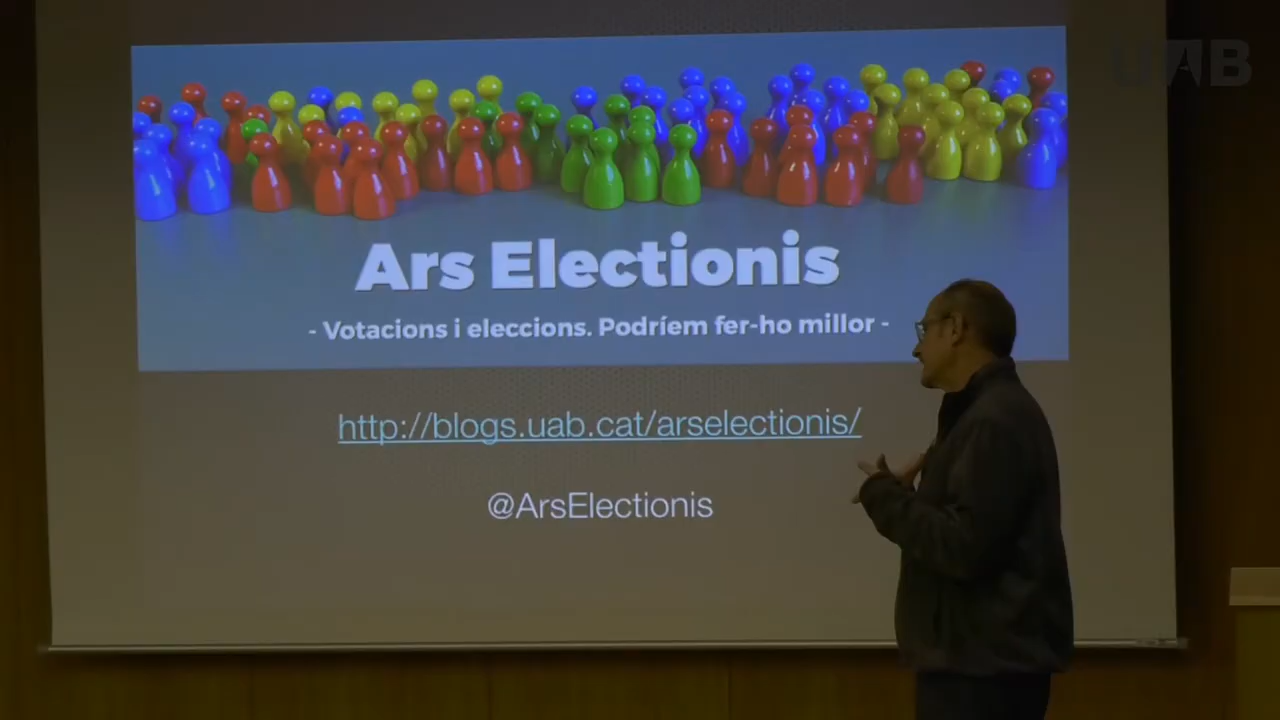 UAB
Ars Electionis
- Votacions i eleccions. Podríem fer-ho millor -
http://blogs.uab.cat/arselectionis/
@ArsElectionis